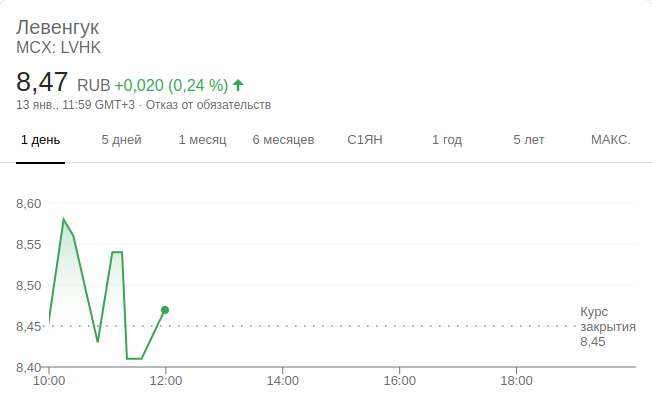 Левенгук
MCX: LVHK
8,47 RUB +0,020 (0,24 %)
13 янв., 11:59 GMT+3 · Отказ от обязательств
1 день 5 дней 1 месяц 6 месяцев С1ЯН 1 год 5 лет МАКС.
8,60
8,55
8,50
8,45
8,40
Курс
закрытия
8,45
10:00 12:00 14:00 16:00 18:00